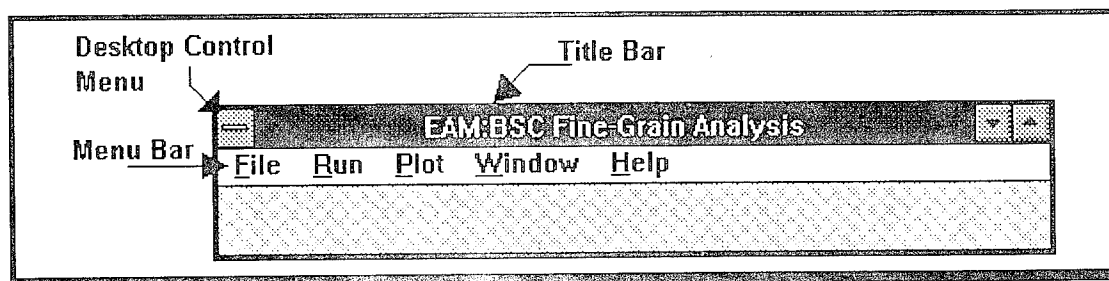 Desktop Control
Menu
Title Bar
EAM:BSC Fine-Grain Analysis
Menu Bar
File Run Plot Window Help